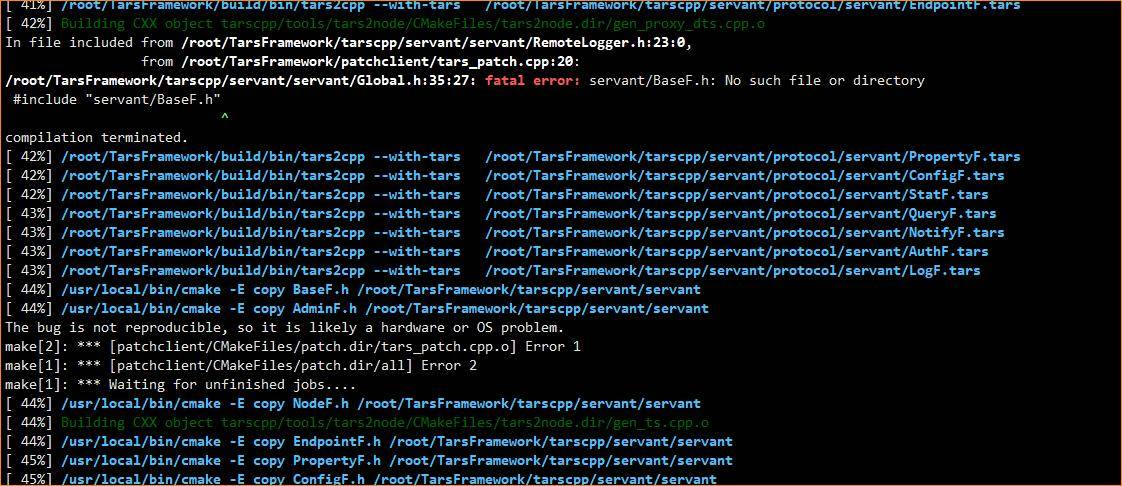 [ 41%] /root/TarsFramework/build/bin/tars2cpp --with-tars   /root/TarsFramework/tarscpp/servant/protocol/servant/EndpointF.tars
[ 42%] Building CXX object tarscpp/tools/tars2node/CMakeFiles/tars2node.dir/gen_proxy_dts.cpp.o
In file included from /root/TarsFramework/tarscpp/servant/servant/RemoteLogger.h:23:0,
                 from /root/TarsFramework/patchclient/tars_patch.cpp:20:
/root/TarsFramework/tarscpp/servant/servant/Global.h:35:27: fatal error: servant/BaseF.h: No such file or directory
 #include "servant/BaseF.h"
                           ^
compilation terminated.
[ 42%] /root/TarsFramework/build/bin/tars2cpp --with-tars   /root/TarsFramework/tarscpp/servant/protocol/servant/PropertyF.tars
[ 42%] /root/TarsFramework/build/bin/tars2cpp --with-tars   /root/TarsFramework/tarscpp/servant/protocol/servant/ConfigF.tars
[ 42%] /root/TarsFramework/build/bin/tars2cpp --with-tars   /root/TarsFramework/tarscpp/servant/protocol/servant/StatF.tars
[ 43%] /root/TarsFramework/build/bin/tars2cpp --with-tars   /root/TarsFramework/tarscpp/servant/protocol/servant/QueryF.tars
[ 43%] /root/TarsFramework/build/bin/tars2cpp --with-tars   /root/TarsFramework/tarscpp/servant/protocol/servant/NotifyF.tars
[ 43%] /root/TarsFramework/build/bin/tars2cpp --with-tars   /root/TarsFramework/tarscpp/servant/protocol/servant/AuthF.tars
[ 43%] /root/TarsFramework/build/bin/tars2cpp --with-tars   /root/TarsFramework/tarscpp/servant/protocol/servant/LogF.tars
[ 44%] /usr/local/bin/cmake -E copy BaseF.h /root/TarsFramework/tarscpp/servant/servant
[ 44%] /usr/local/bin/cmake -E copy AdminF.h /root/TarsFramework/tarscpp/servant/servant
The bug is not reproducible, so it is likely a hardware or OS problem.
make[2]: *** [patchclient/CMakeFiles/patch.dir/tars_patch.cpp.o] Error 1
make[1]: *** [patchclient/CMakeFiles/patch.dir/all] Error 2
make[1]: *** Waiting for unfinished jobs....
[ 44%] /usr/local/bin/cmake -E copy NodeF.h /root/TarsFramework/tarscpp/servant/servant
[ 44%] Building CXX object tarscpp/tools/tars2node/CMakeFiles/tars2node.dir/gen_ts.cpp.o
[ 44%] /usr/local/bin/cmake -E copy EndpointF.h /root/TarsFramework/tarscpp/servant/servant
[ 45%] /usr/local/bin/cmake -E copy PropertyF.h /root/TarsFramework/tarscpp/servant/servant
[ 45%] /usr/local/bin/cmake -E copy ConfigF.h /root/TarsFramework/tarscpp/servant/servant